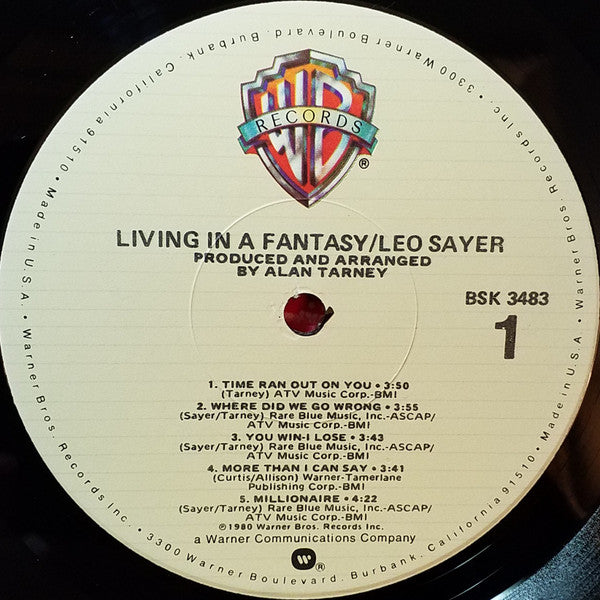 WB
RECORDS
®
LIVING IN A FANTASY/LEO SAYER
PRODUCED AND ARRANGED
BY ALAN TARNEY
BSK 3483
1
1. TIME RAN OUT ON YOU • 3:50
(Tarney) ATV Music Corp.-BMI
2. WHERE DID WE GO WRONG • 3:55
(Sayer/Tarney) Rare Blue Music, Inc.-ASCAP/
ATV Music Corp.-BMI
3. YOU WIN-I LOSE • 3:43
(Sayer/Tarney) Rare Blue Music, Inc.-ASCAP/
ATV Music Corp.-BMI
4. MORE THAN I CAN SAY • 3:41
(Curtis/Allison) Warner-Tamerlane
Publishing Corp.-BMI
5. MILLIONAIRE • 4:22
(Sayer/Tarney) Rare Blue Music, Inc.-ASCAP/
ATV Music Corp.-BMI
℗1980 Warner Bros. Records Inc.
a Warner Communications Company
W®
Warner Bros. Records Inc. • 3300 Warner Boulevard, Burbank, California 91510 • Made in U.S.A. • Warner Bros. Records Inc. • 3300 Warner Boulevard, Burbank, California 91510 • Made in U.S.A. •